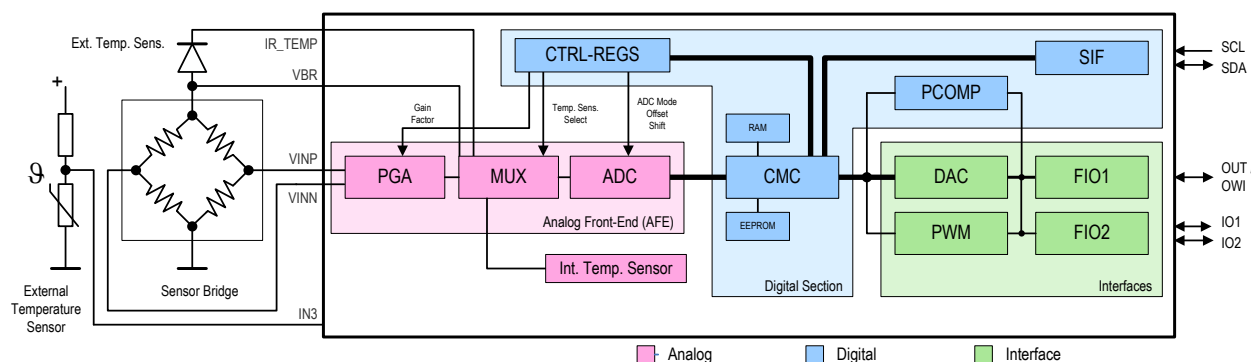 Ext. Temp. Sens.
IR_TEMP
VBR
+
ϑ
VINP
VINN
External
Temperature
Sensor
Sensor Bridge
IN3
CTRL-REGS
SIF
SCL
SDA
Gain
Factor
Temp. Sens.
Select
ADC Mode
Offset
Shift
PCOMP
RAM
PGA
MUX
ADC
CMC
DAC
FIO1
OUT /
OWI
Analog Front-End (AFE)
EEPROM
PWM
FIO2
IO1
IO2
Int. Temp. Sensor
Digital Section
Interfaces
Analog
Digital
Interface